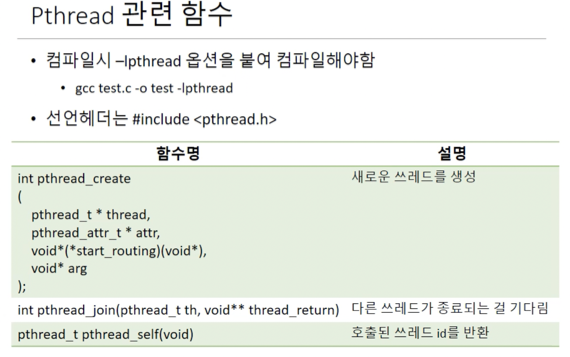 Pthread 관련 함수
• 컴파일시 –lpthread 옵션을 붙여 컴파일해야함
• gcc test.c -o test -lpthread
• 선언헤더는 #include <pthread.h>
함수명 설명
int pthread_create 새로운 쓰레드를 생성
(
pthread_t * thread,
pthread_attr_t * attr,
void*(*start_routing)(void*),
void* arg
);
int pthread_join(pthread_t th, void** thread_return) 다른 쓰레드가 종료되는 걸 기다림
pthread_t pthread_self(void) 호출된 쓰레드 id를 반환